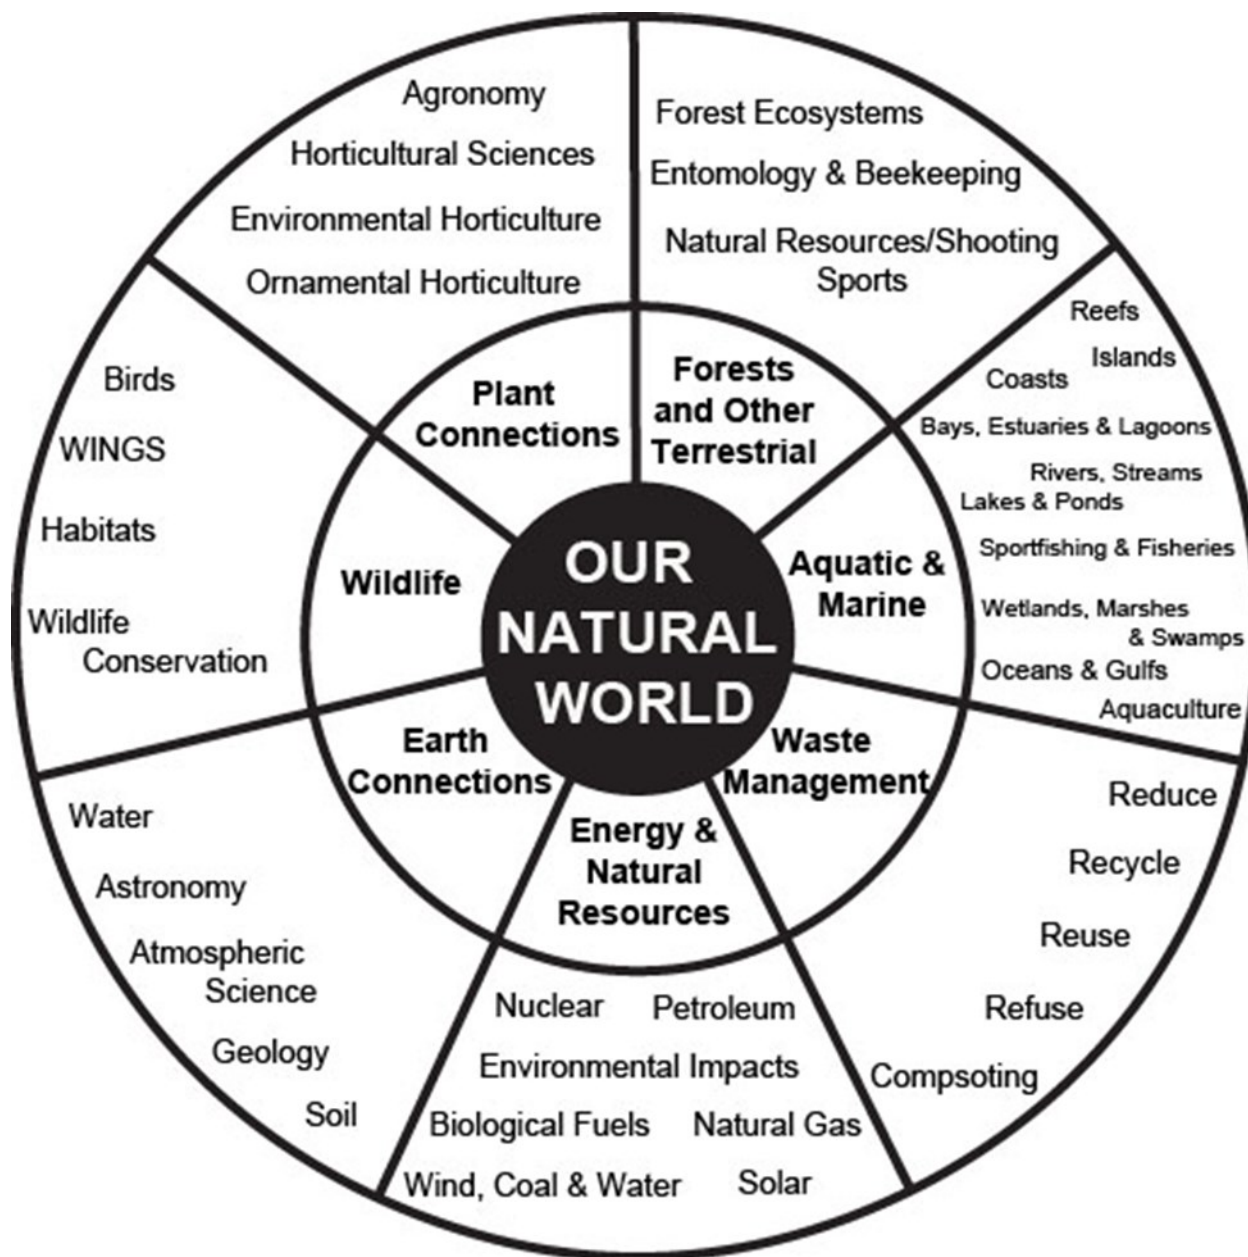 OUR
NATURAL
WORLD
Plant
Connections
Agronomy
Horticultural Sciences
Environmental Horticulture
Ornamental Horticulture
Forests
and Other
Terrestrial
Forest Ecosystems
Entomology & Beekeeping
Natural Resources/Shooting
Sports
Aquatic &
Marine
Reefs
Islands
Coasts
Bays, Estuaries & Lagoons
Rivers, Streams
Lakes & Ponds
Sportfishing & Fisheries
Wetlands, Marshes
& Swamps
Oceans & Gulfs
Aquaculture
Waste
Management
Reduce
Recycle
Reuse
Refuse
Compsoting
Energy &
Natural
Resources
Nuclear Petroleum
Environmental Impacts
Biological Fuels Natural Gas
Wind, Coal & Water Solar
Earth
Connections
Water
Astronomy
Atmospheric
Science
Geology
Soil
Wildlife
Birds
WINGS
Habitats
Wildlife
Conservation